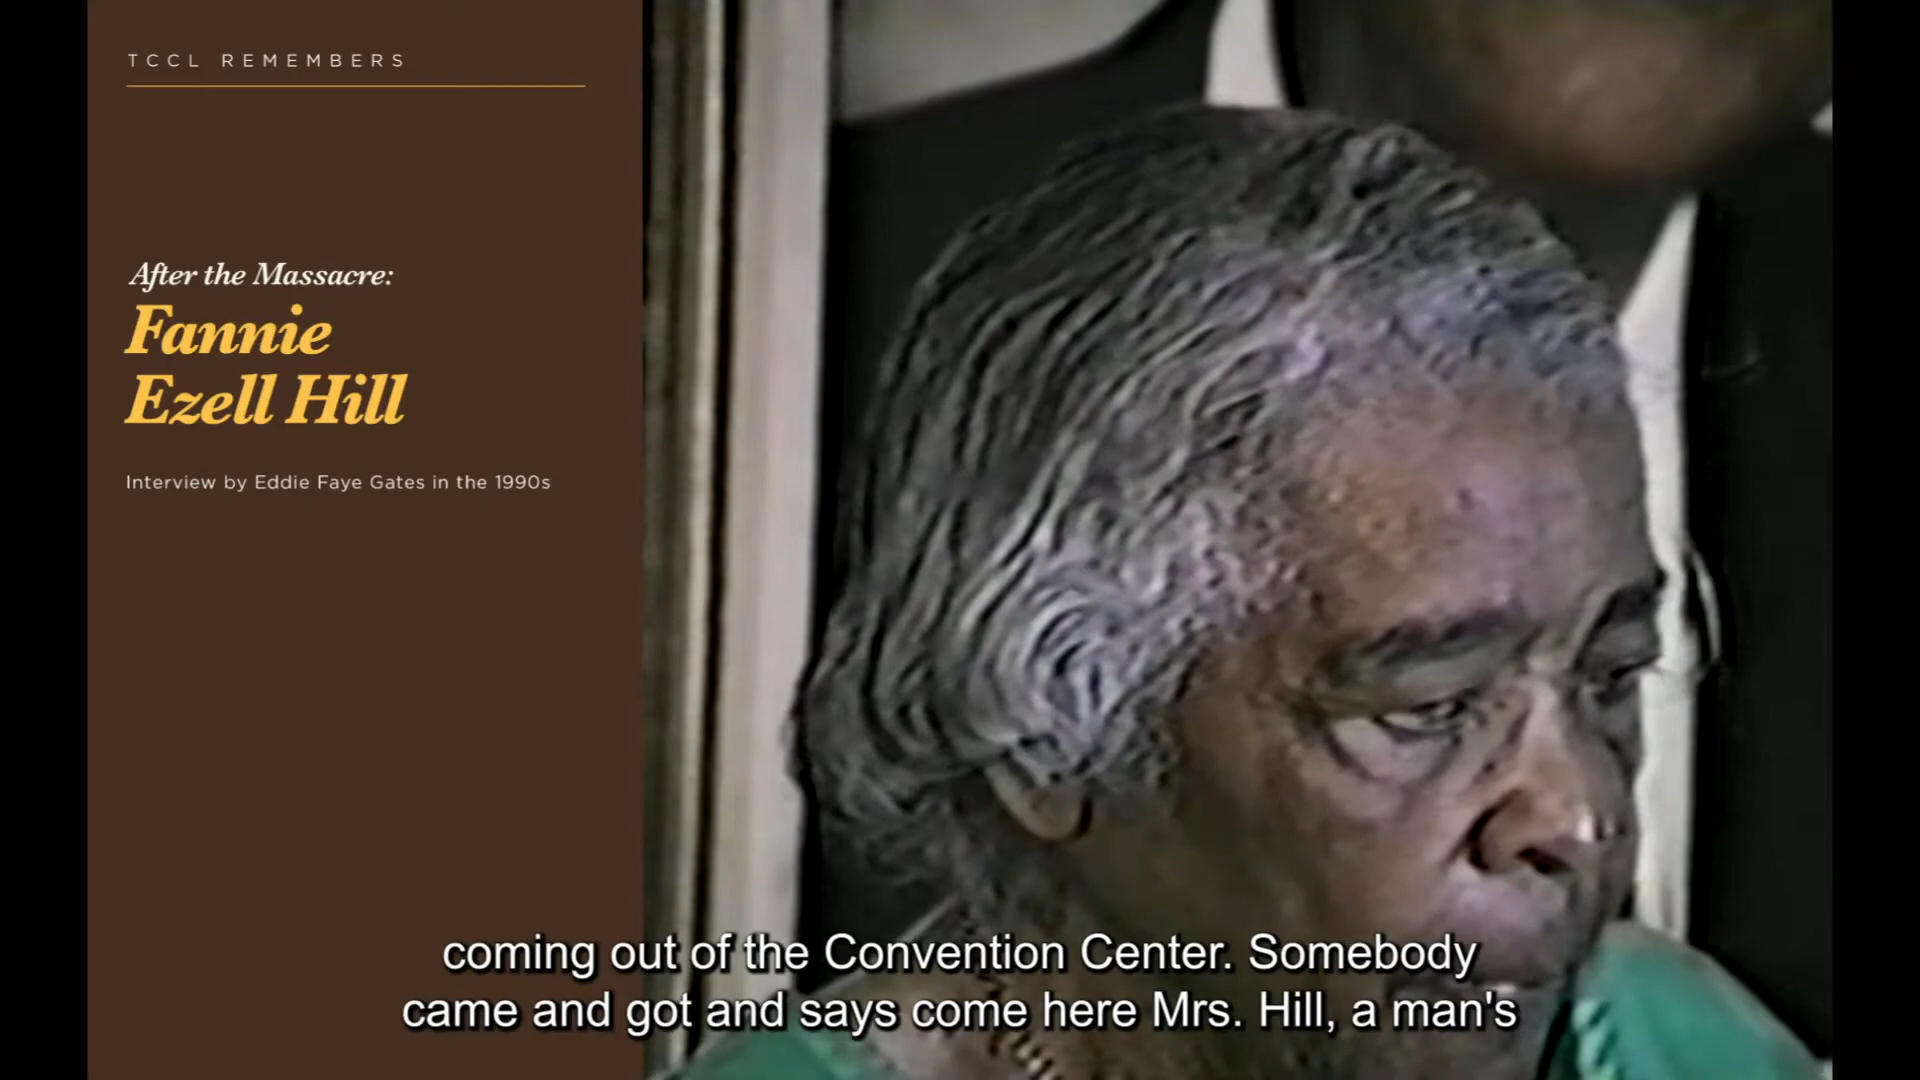 TCCL REMEMBERS
After the Massacre:
Fannie
Ezell Hill
Interview by Eddie Faye Gates in the 1990s
coming out of the Convention Center. Somebody
came and got and says come here Mrs. Hill, a man's